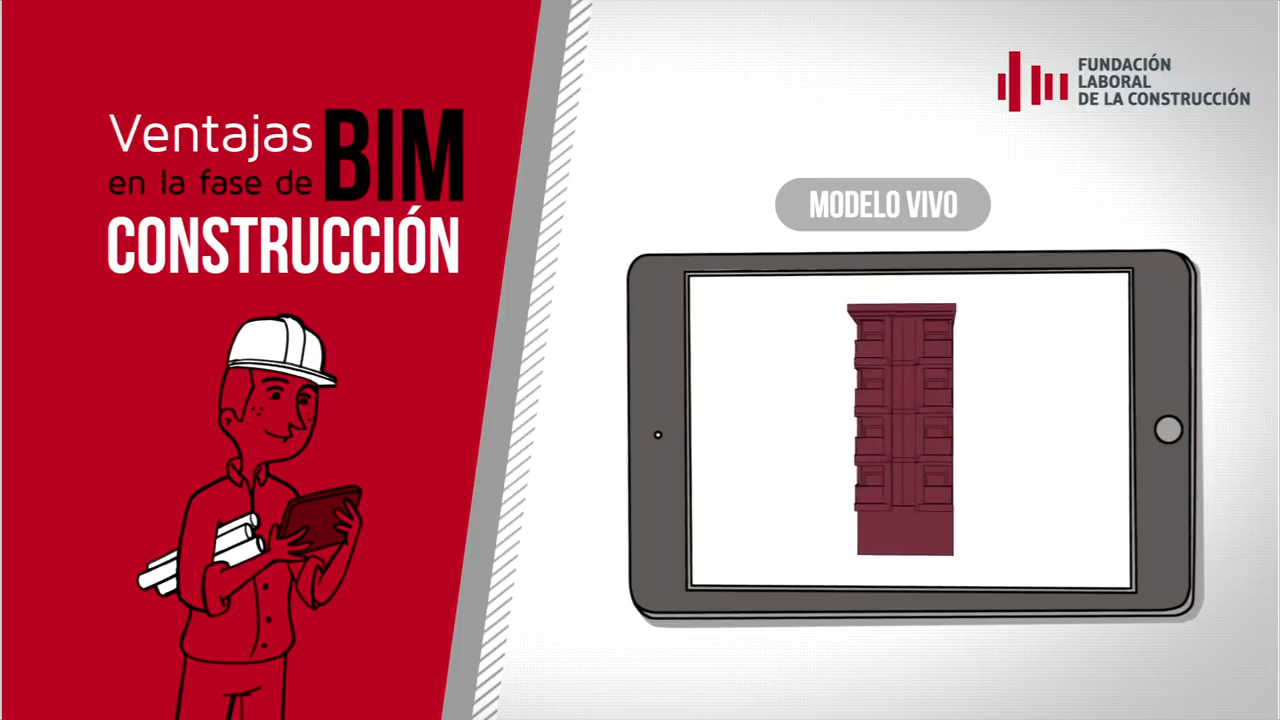 Ventajas BIM
en la fase de
CONSTRUCCIÓN
FUNDACIÓN
LABORAL
DE LA CONSTRUCCIÓN
MODELO VIVO